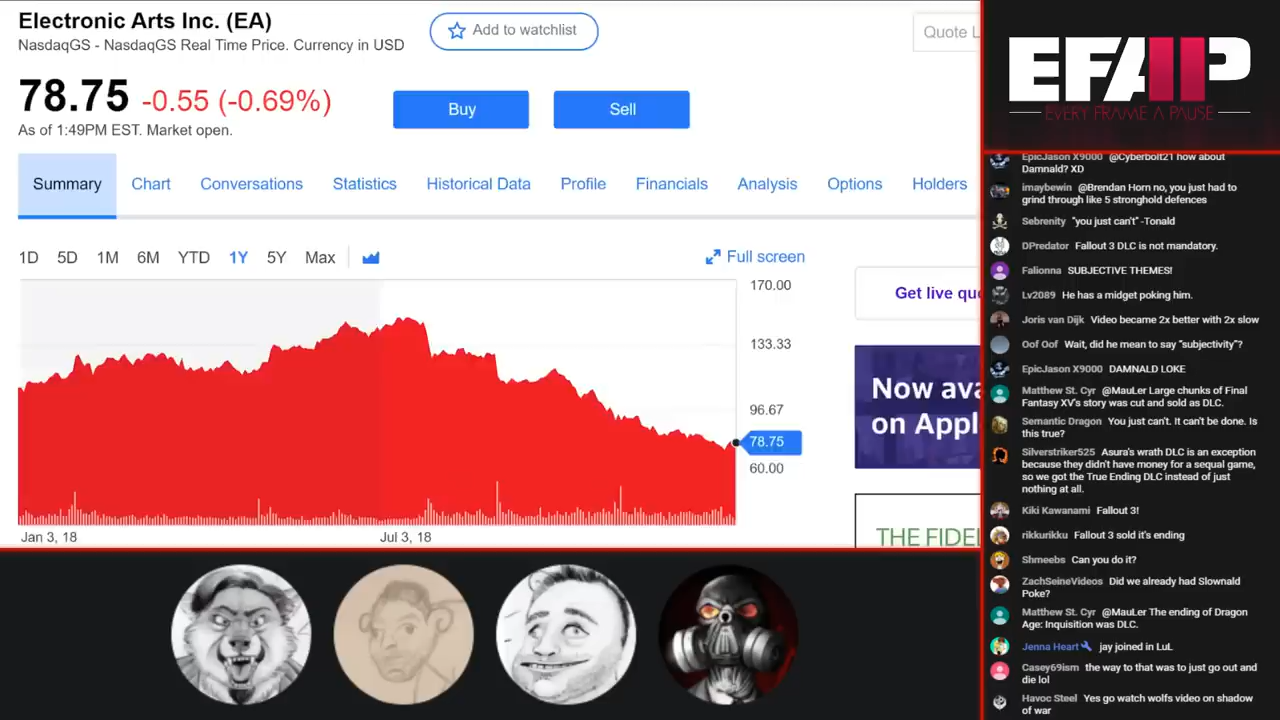 Electronic Arts Inc. (EA)
NasdaqGS - NasdaqGS Real Time Price. Currency in USD
Add to watchlist
Quote L
78.75 -0.55 (-0.69%)
As of 1:49PM EST. Market open.
Buy
Sell
Summary
Chart
Conversations
Statistics
Historical Data
Profile
Financials
Analysis
Options
Holders
1D 5D 1M 6M YTD 1Y 5Y Max
Full screen
170.00
133.33
96.67
78.75
60.00
Jan 3, 18
Jul 3, 18
Get live quo
Now ava
on Appl
THE FIDEL
EFAP
EVERY FRAME A PAUSE
EpicJason X9000 @Cyberbolt21 how about
Damnald? XD
imaybewin @Brendan Horn no, you just had to
grind through like 5 stronghold defences
Sebrenity "you just can't" -Tonald
DPredator Fallout 3 DLC is not mandatory.
Falionna SUBJECTIVE THEMES!
Lv2089 He has a midget poking him.
Joris van Dijk Video became 2x better with 2x slow
Oof Oof Wait, did he mean to say "subjectivity"?
EpicJason X9000 DAMNALD LOKE
Matthew St. Cyr @MauLer Large chunks of Final
Fantasy XV's story was cut and sold as DLC.
Semantic Dragon You just can't. It can't be done. Is
this true?
Silverstriker525 Asura's wrath DLC is an exception
because they didn't have money for a sequal game,
so we got the True Ending DLC instead of just
nothing at all.
Kiki Kawanami Fallout 3!
rikkurikku Fallout 3 sold it's ending
Shmeebs Can you do it?
ZachSeineVideos Did we already had Slownald
Poke?
Matthew St. Cyr @MauLer The ending of Dragon
Age: Inquisition was DLC.
Jenna Heart jay joined in LuL
Casey69ism the way to that was to just go out and
die lol
Havoc Steel Yes go watch wolfs video on shadow
of war